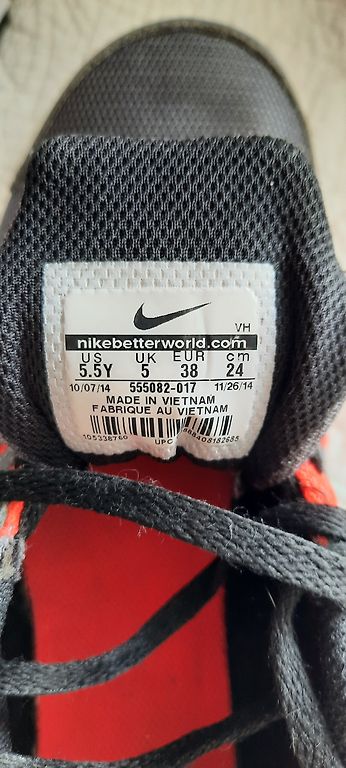 VH
nikebetterworld.com
US UK EUR cm
5.5Y 5 38 24
10/07/14 555082-017 11/26/14
MADE IN VIETNAM
FABRIQUE AU VIETNAM
105338760 UPC